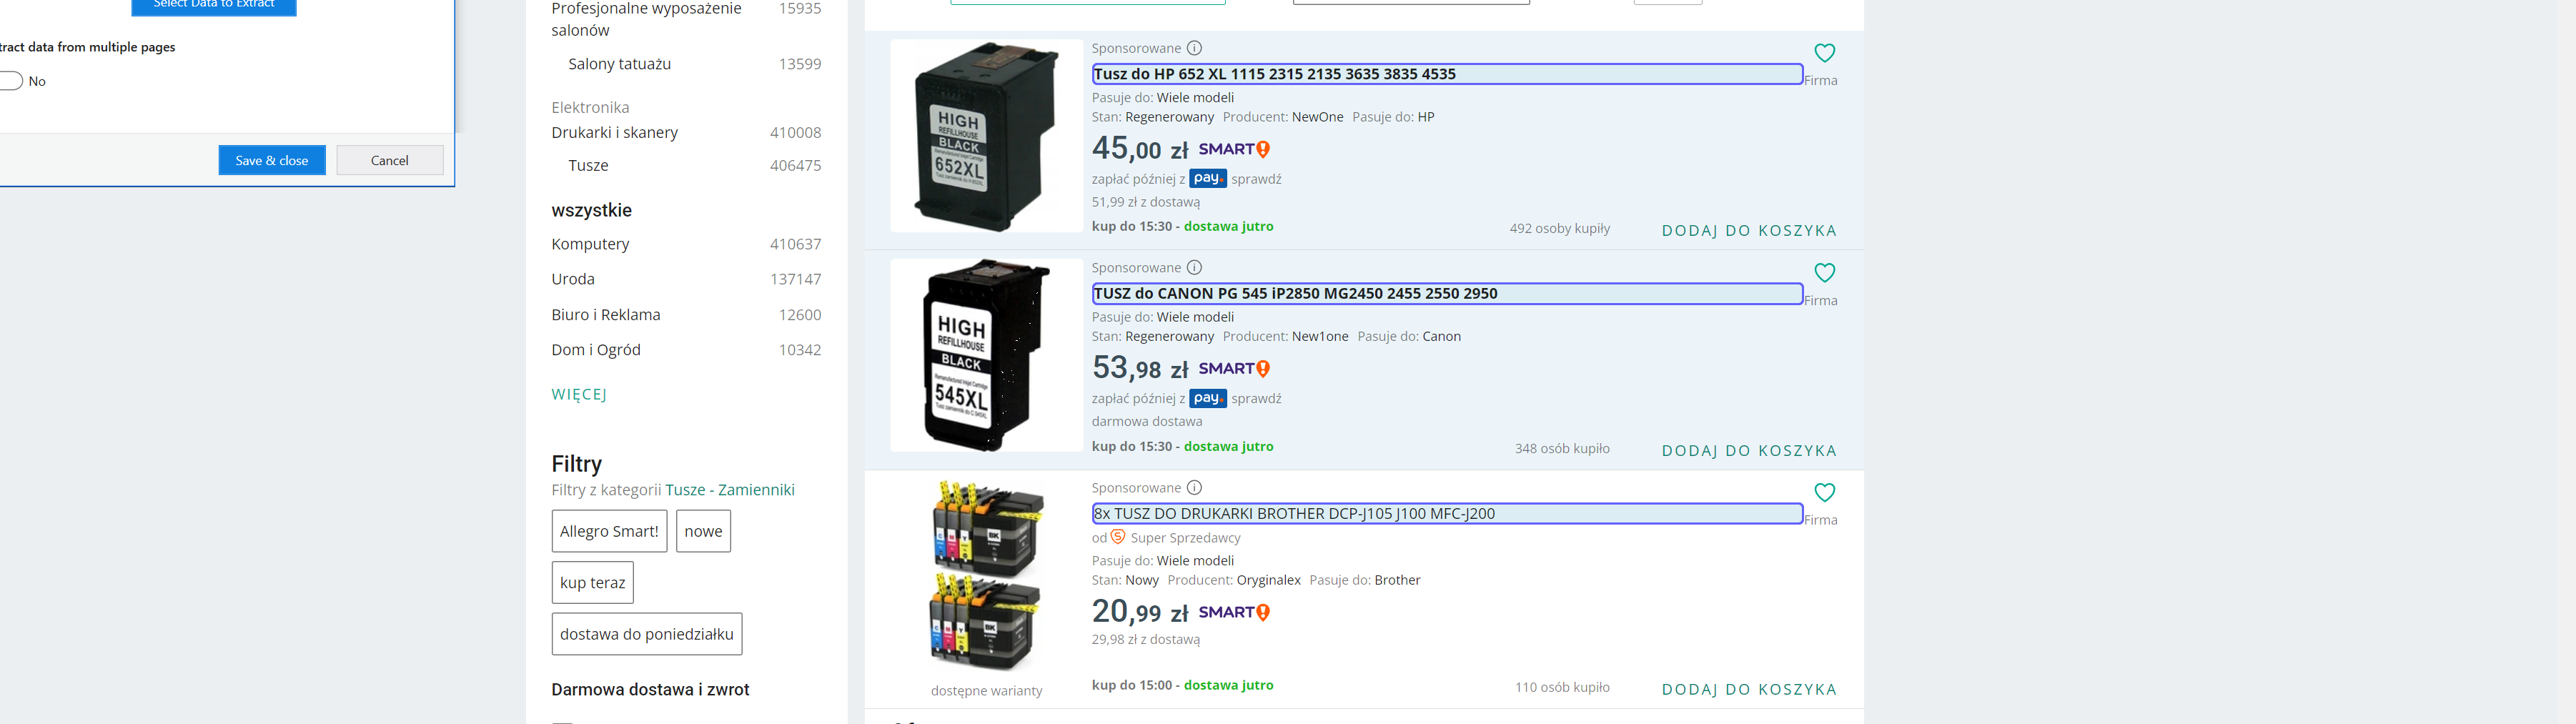 Select Data to Extract
tract data from multiple pages
No
Save & close
Cancel
Profesjonalne wyposażenie salonów 15935
Salony tatuażu 13599
Elektronika
Drukarki i skanery 410008
Tusze 406475
wszystkie
Komputery 410637
Uroda 137147
Biuro i Reklama 12600
Dom i Ogród 10342
WIĘCEJ
Filtry
Filtry z kategorii Tusze - Zamienniki
Allegro Smart!
nowe
kup teraz
dostawa do poniedziałku
Darmowa dostawa i zwrot
HIGH
REFILLHOUSE
BLACK
652XL
Sponsorowane
Tusz do HP 652 XL 1115 2315 2135 3635 3835 4535
Firma
Pasuje do: Wiele modeli
Stan: Regenerowany Producent: NewOne Pasuje do: HP
45,00 zł SMART!
zapłać później z pay. sprawdź
51,99 zł z dostawą
kup do 15:30 - dostawa jutro
492 osoby kupiły
DODAJ DO KOSZYKA
HIGH
REFILLHOUSE
BLACK
Remanufactured Inkjet Cartridge
545XL
Sponsorowane
TUSZ do CANON PG 545 iP2850 MG2450 2455 2550 2950
Firma
Pasuje do: Wiele modeli
Stan: Regenerowany Producent: New1one Pasuje do: Canon
53,98 zł SMART!
zapłać później z pay. sprawdź
darmowa dostawa
kup do 15:30 - dostawa jutro
348 osób kupiło
DODAJ DO KOSZYKA
C M Y BK
C M Y BK
dostępne warianty
Sponsorowane
8x TUSZ DO DRUKARKI BROTHER DCP-J105 J100 MFC-J200
Firma
od Super Sprzedawcy
Pasuje do: Wiele modeli
Stan: Nowy Producent: Oryginalex Pasuje do: Brother
20,99 zł SMART!
29,98 zł z dostawą
kup do 15:00 - dostawa jutro
110 osób kupiło
DODAJ DO KOSZYKA